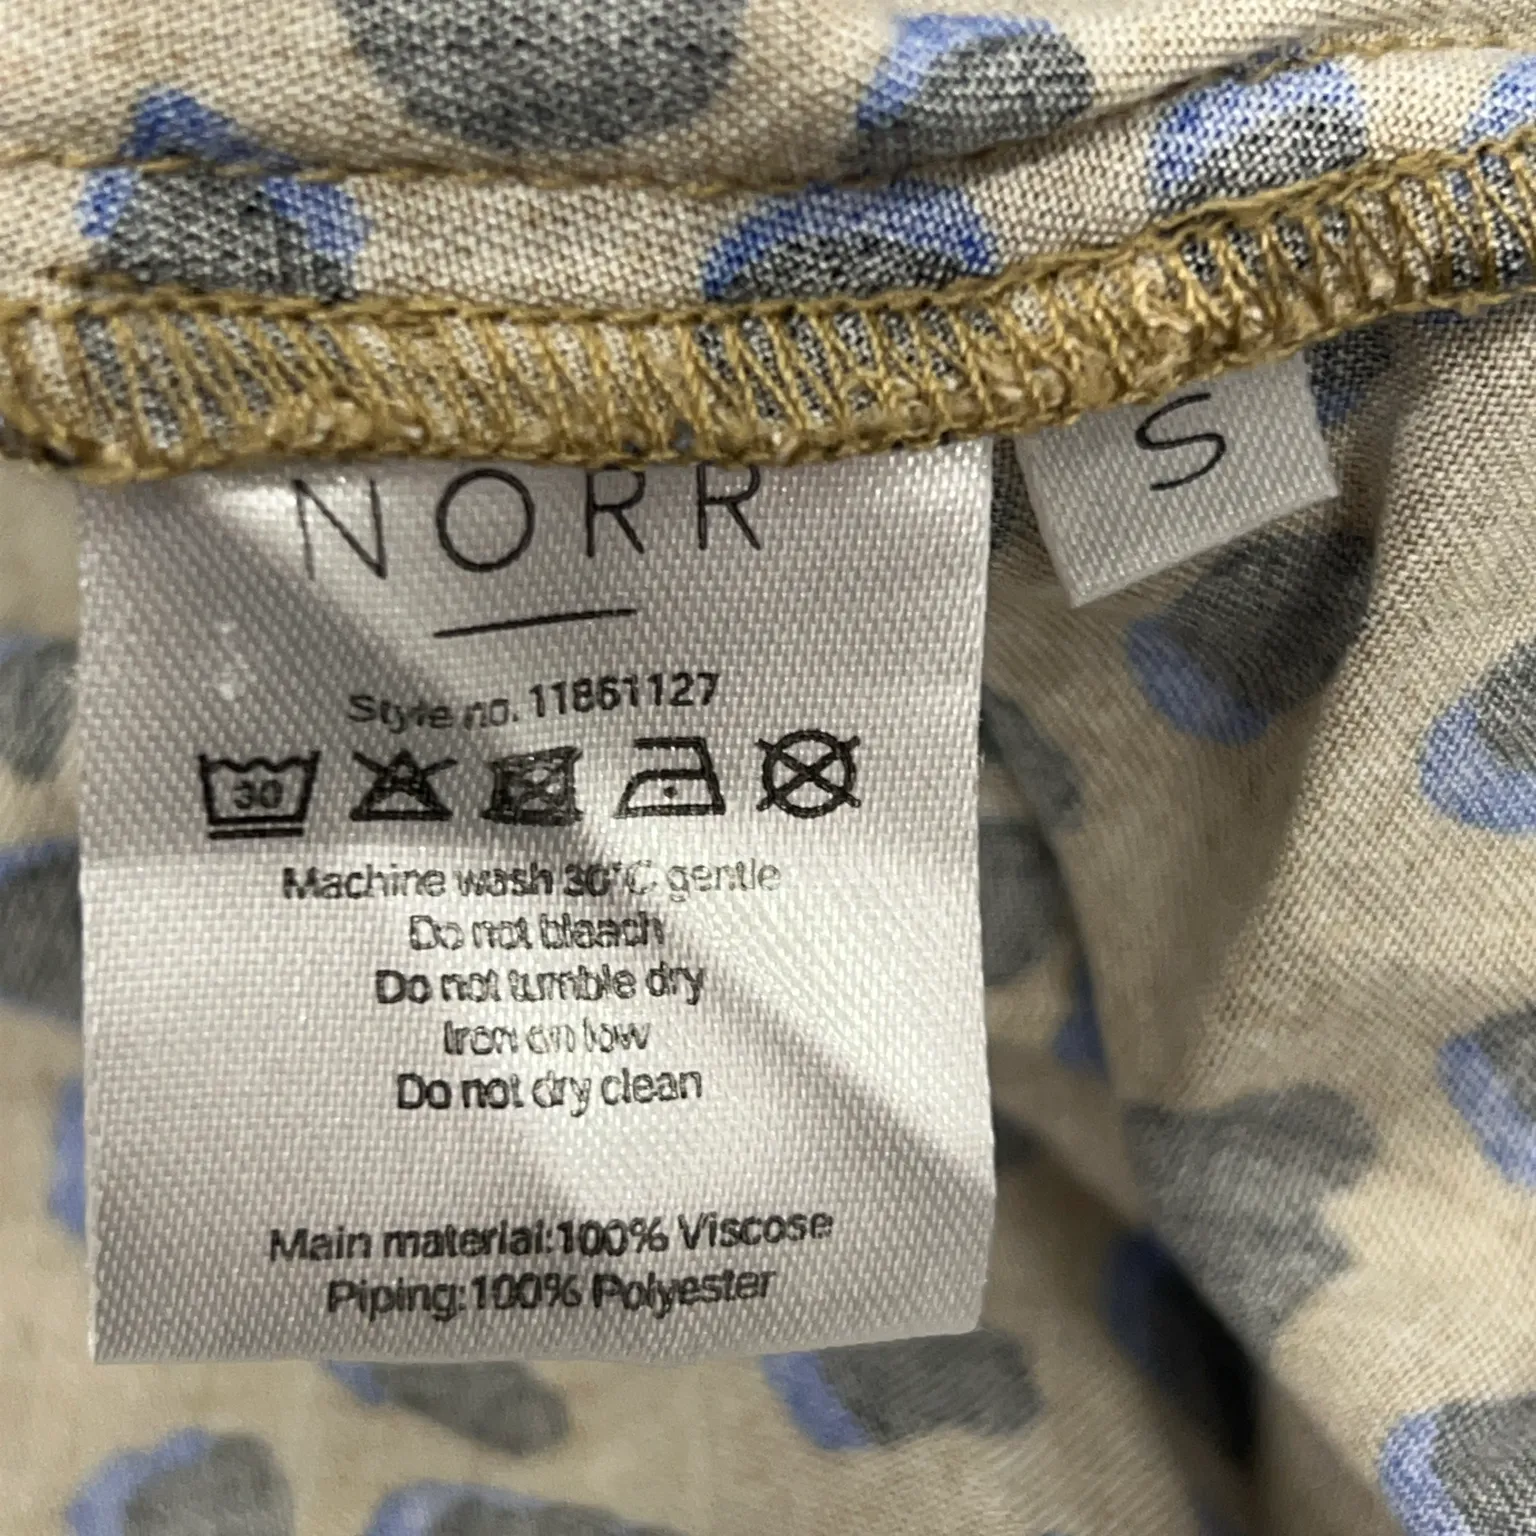 NORR
S
Style no. 11861127
30
Machine wash 30°C gentle
Do not bleach
Do not tumble dry
Iron on low
Do not dry clean
Main material:100% Viscose
Piping:100% Polyester